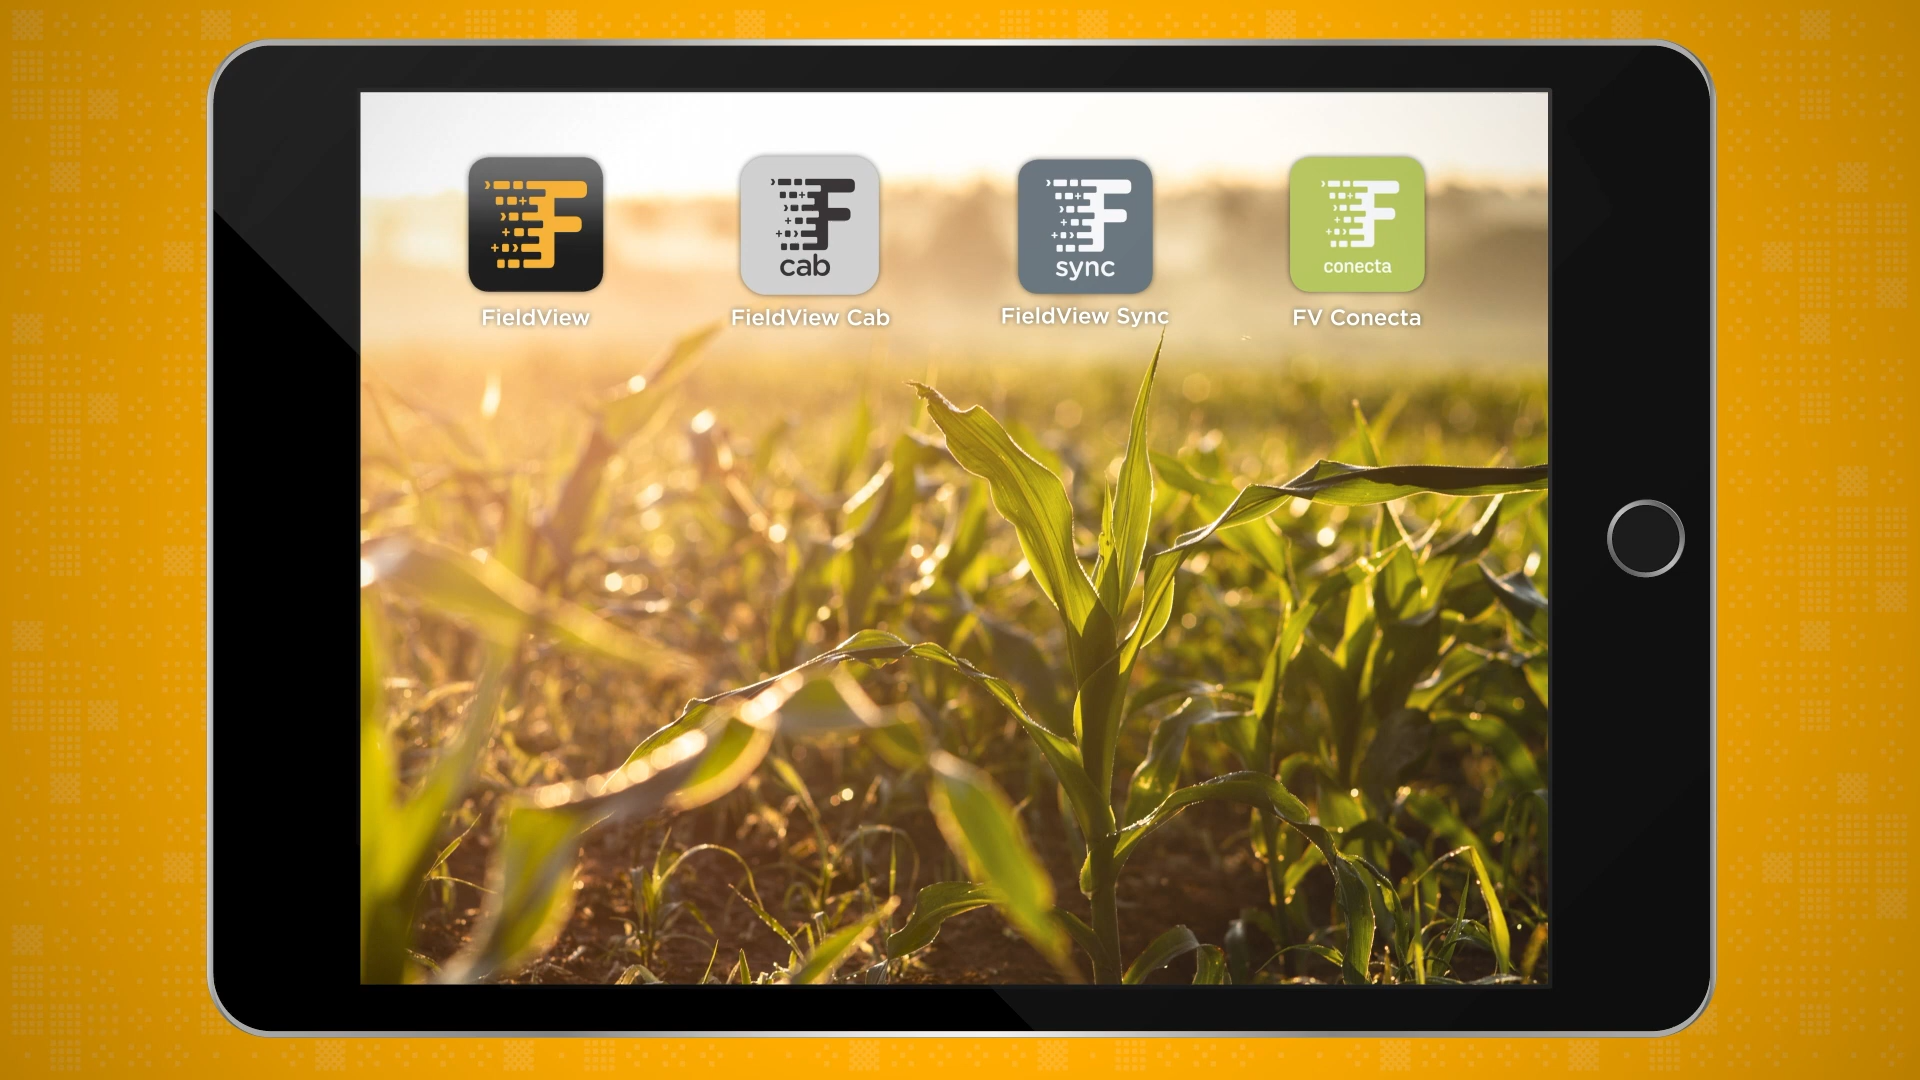 cab
sync
conecta
FieldView
FieldView Cab
FieldView Sync
FV Conecta